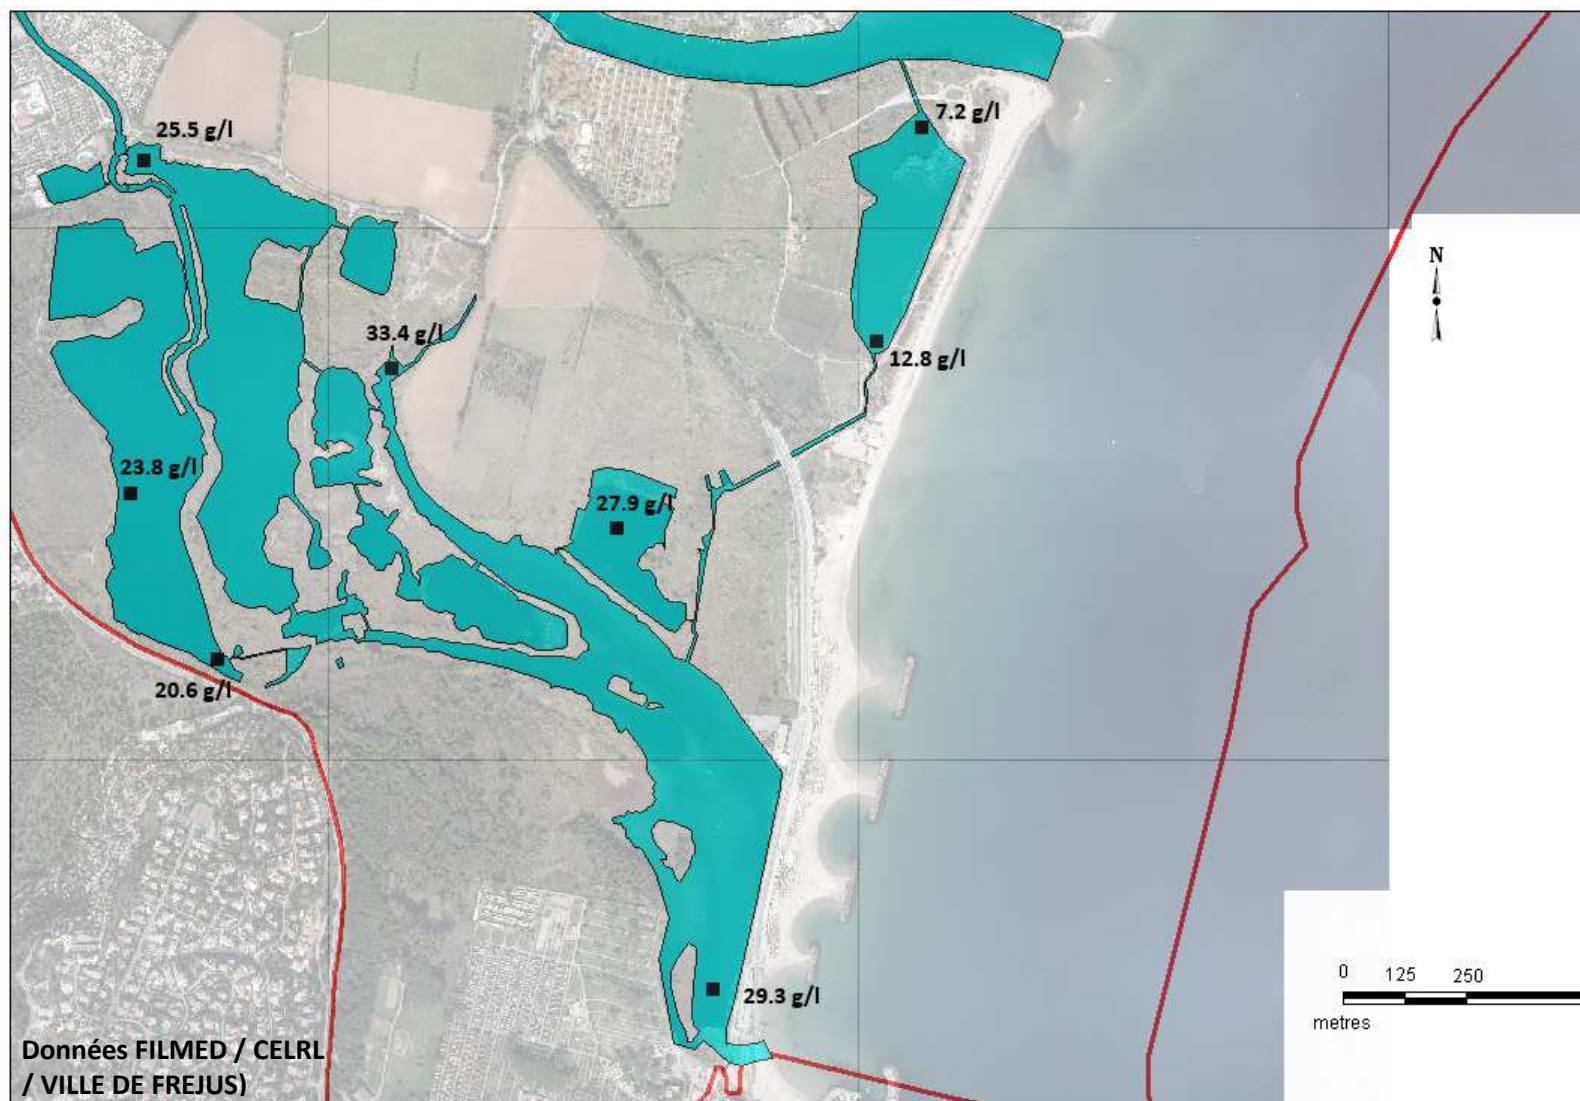 7.2 g/l
25.5 g/l
N
33.4 g/l
12.8 g/l
23.8 g/l
27.9 g/l
20.6 g/l
0 125 250
29.3 g/l
metres
Données FILMED / CELRL
/ VILLE DE FREJUS)